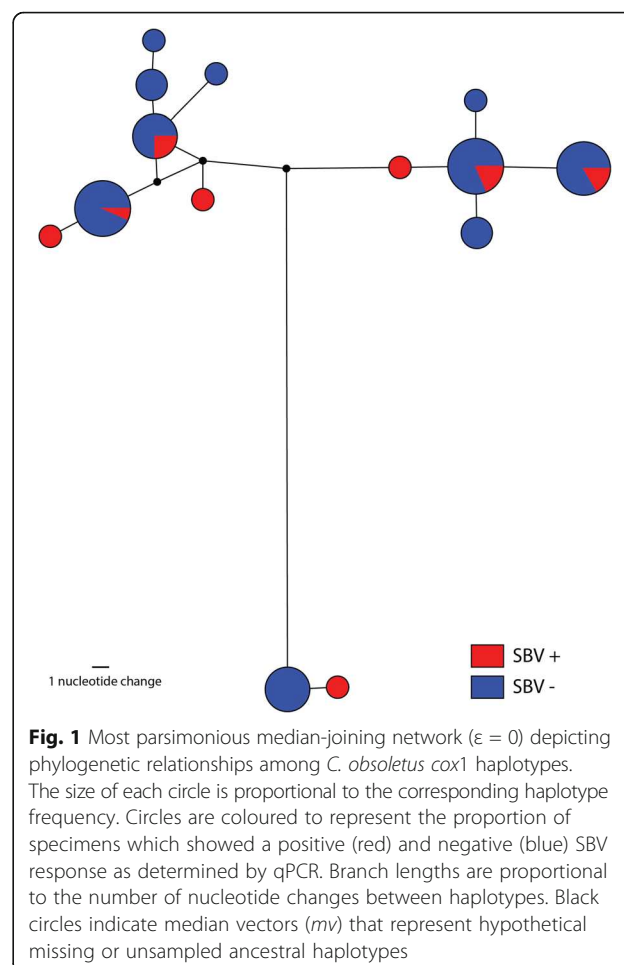 1 nucleotide change
SBV +
SBV -
Fig. 1 Most parsimonious median-joining network (ε = 0) depicting
phylogenetic relationships among C. obsoletus cox1 haplotypes.
The size of each circle is proportional to the corresponding haplotype
frequency. Circles are coloured to represent the proportion of
specimens which showed a positive (red) and negative (blue) SBV
response as determined by qPCR. Branch lengths are proportional
to the number of nucleotide changes between haplotypes. Black
circles indicate median vectors (mv) that represent hypothetical
missing or unsampled ancestral haplotypes